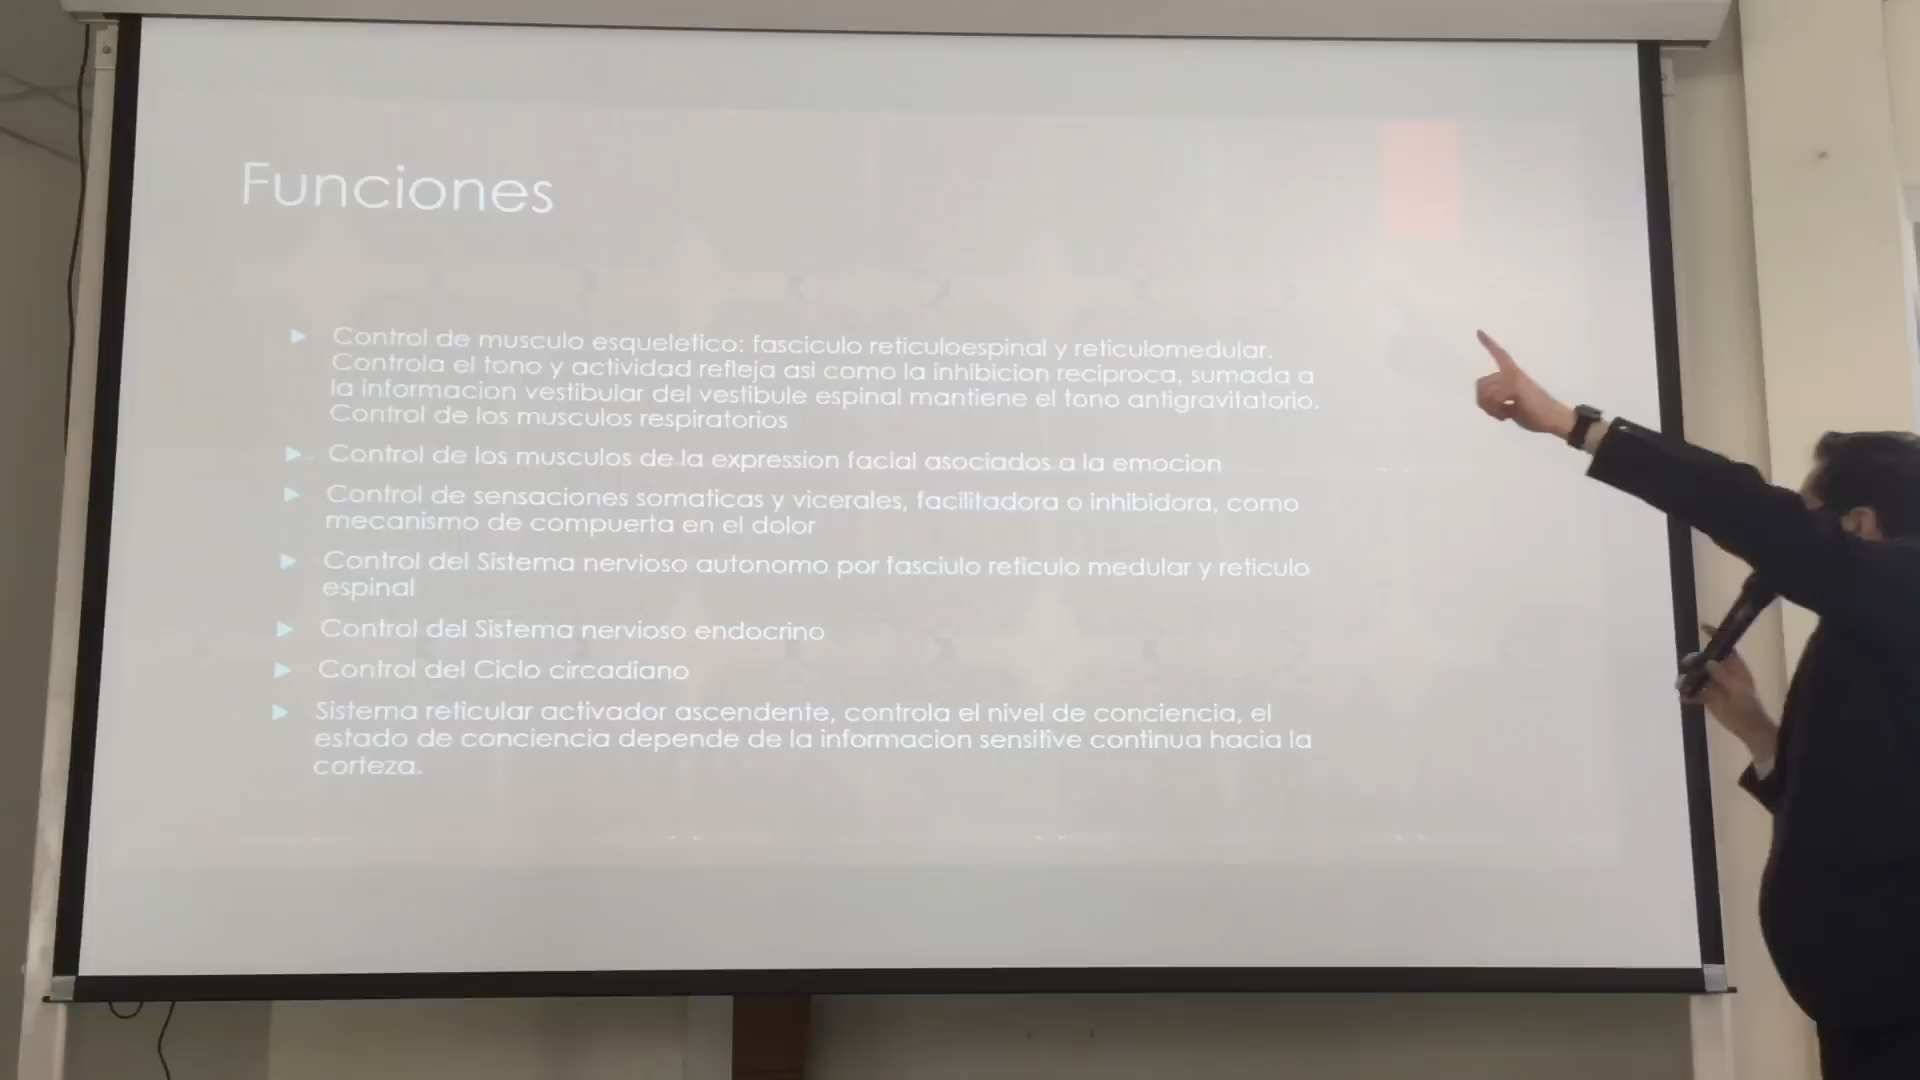 Funciones
Control de musculo esqueletico: fasciculo reticuloespinal y reticulomedular.
Controla el tono y actividad refleja asi como la inhibicion reciproca, sumada a
la informacion vestibular del vestibule espinal mantiene el tono antigravitatorio.
Control de los musculos respiratorios
Control de los musculos de la expression facial asociados a la emocion
Control de sensaciones somaticas y vicerales, facilitadora o inhibidora, como
mecanismo de compuerta en el dolor
Control del Sistema nervioso autonomo por fasciulo reticulo medular y reticulo
espinal
Control del Sistema nervioso endocrino
Control del Ciclo circadiano
Sistema reticular activador ascendente, controla el nivel de conciencia, el
estado de conciencia depende de la informacion sensitive continua hacia la
corteza.